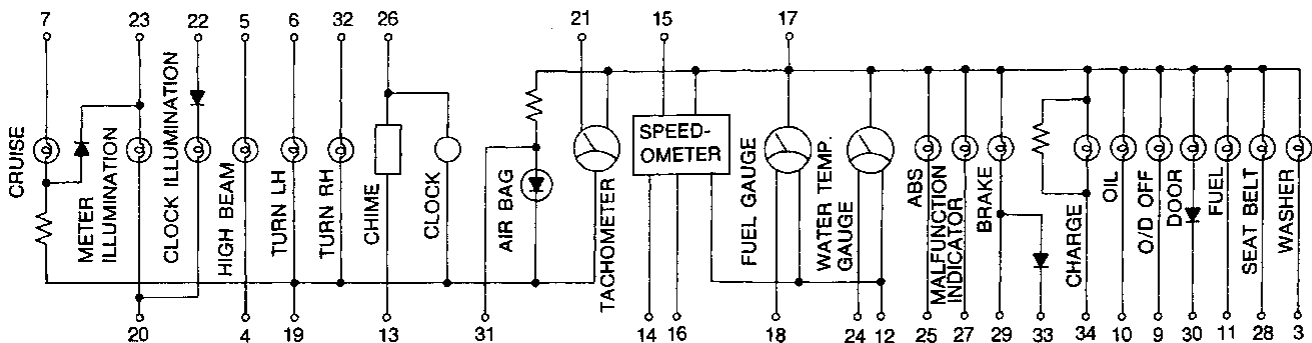 7 23 22 5 6 32 26 21 15 17
CRUISE
METER
ILLUMINATION
CLOCK ILLUMINATION
HIGH BEAM
TURN LH
TURN RH
CHIME
CLOCK
AIR BAG
TACHOMETER
SPEED-
OMETER
FUEL GAUGE
WATER TEMP.
GAUGE
ABS
MALFUNCTION
INDICATOR
BRAKE
CHARGE
OIL
O/D OFF
DOOR
FUEL
SEAT BELT
WASHER
20 4 19 13 31 14 16 18 24 12 25 27 29 33 34 10 9 30 11 28 3